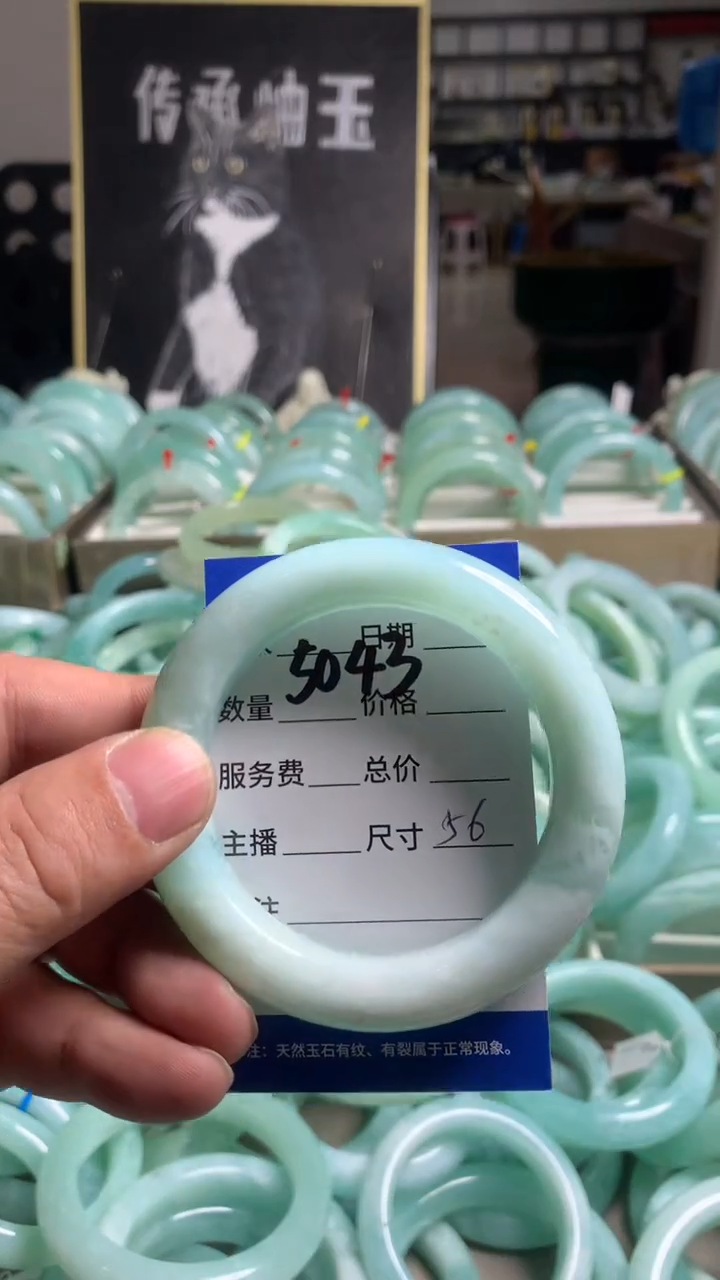 传承岫玉
日期
5043
数量 价格
服务费 总价
主播 尺寸 56
注
注：天然玉石有纹、有裂属于正常现象。